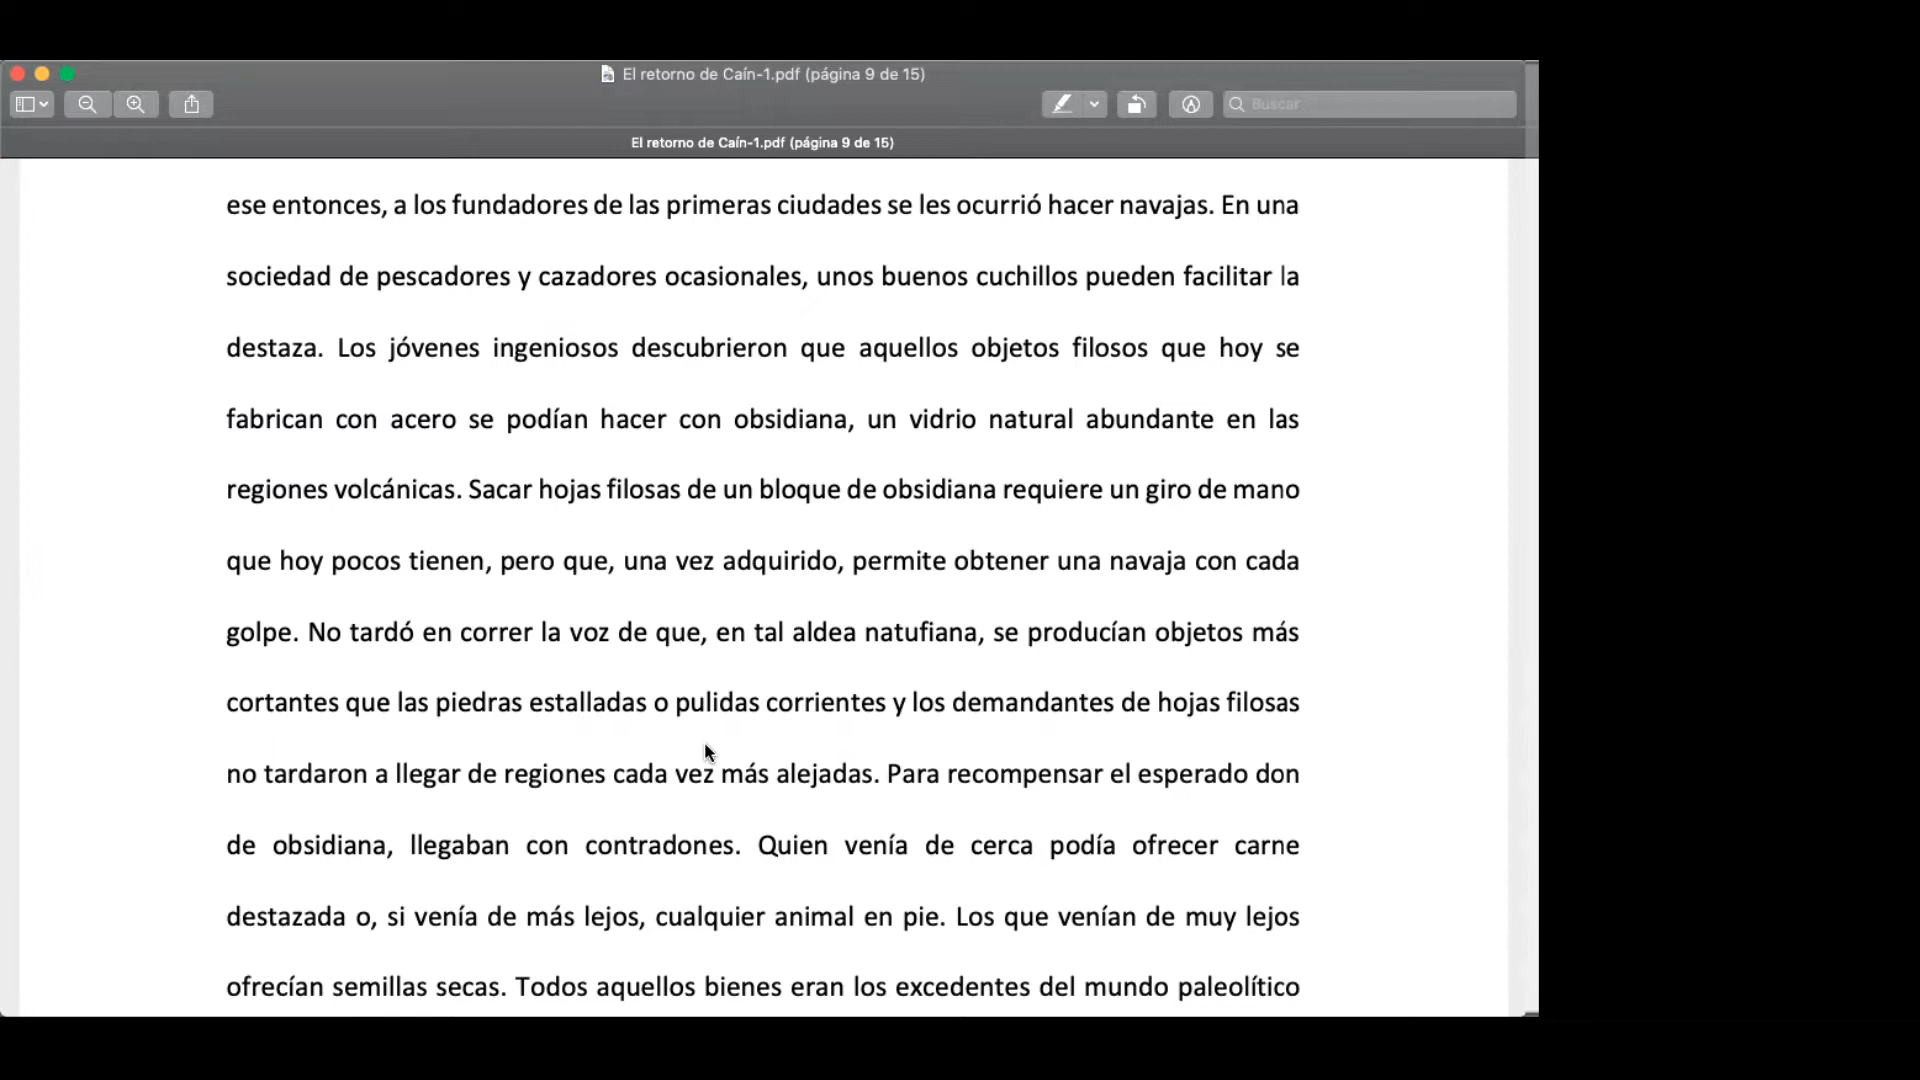 El retorno de Caín-1.pdf (página 9 de 15)
Buscar
El retorno de Caín-1.pdf (página 9 de 15)
ese entonces, a los fundadores de las primeras ciudades se les ocurrió hacer navajas. En una
sociedad de pescadores y cazadores ocasionales, unos buenos cuchillos pueden facilitar la
destaza. Los jóvenes ingeniosos descubrieron que aquellos objetos filosos que hoy se
fabrican con acero se podían hacer con obsidiana, un vidrio natural abundante en las
regiones volcánicas. Sacar hojas filosas de un bloque de obsidiana requiere un giro de mano
que hoy pocos tienen, pero que, una vez adquirido, permite obtener una navaja con cada
golpe. No tardó en correr la voz de que, en tal aldea natufiana, se producían objetos más
cortantes que las piedras estalladas o pulidas corrientes y los demandantes de hojas filosas
no tardaron a llegar de regiones cada vez más alejadas. Para recompensar el esperado don
de obsidiana, llegaban con contradones. Quien venía de cerca podía ofrecer carne
destazada o, si venía de más lejos, cualquier animal en pie. Los que venían de muy lejos
ofrecían semillas secas. Todos aquellos bienes eran los excedentes del mundo paleolítico